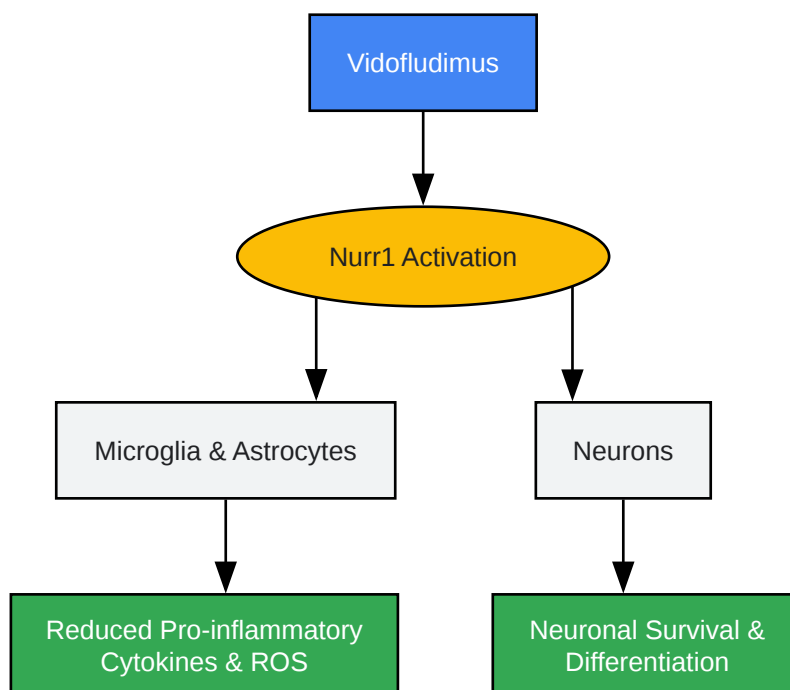 Vidofludimus
Nurr1 Activation
Microglia & Astrocytes
Neurons
Reduced Pro-inflammatory
Cytokines & ROS
Neuronal Survival &
Differentiation